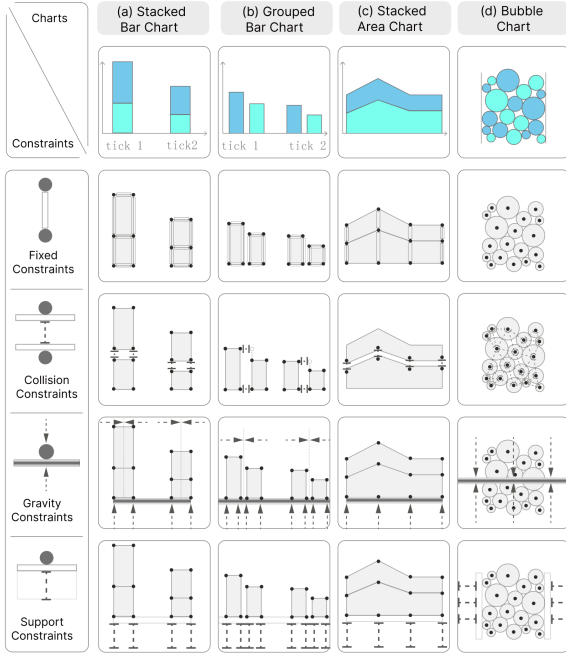 Charts
Constraints
(a) Stacked
Bar Chart
(b) Grouped
Bar Chart
(c) Stacked
Area Chart
(d) Bubble
Chart
tick 1
tick2
tick 1
tick 2
Fixed
Constraints
Collision
Constraints
Gravity
Constraints
Support
Constraints